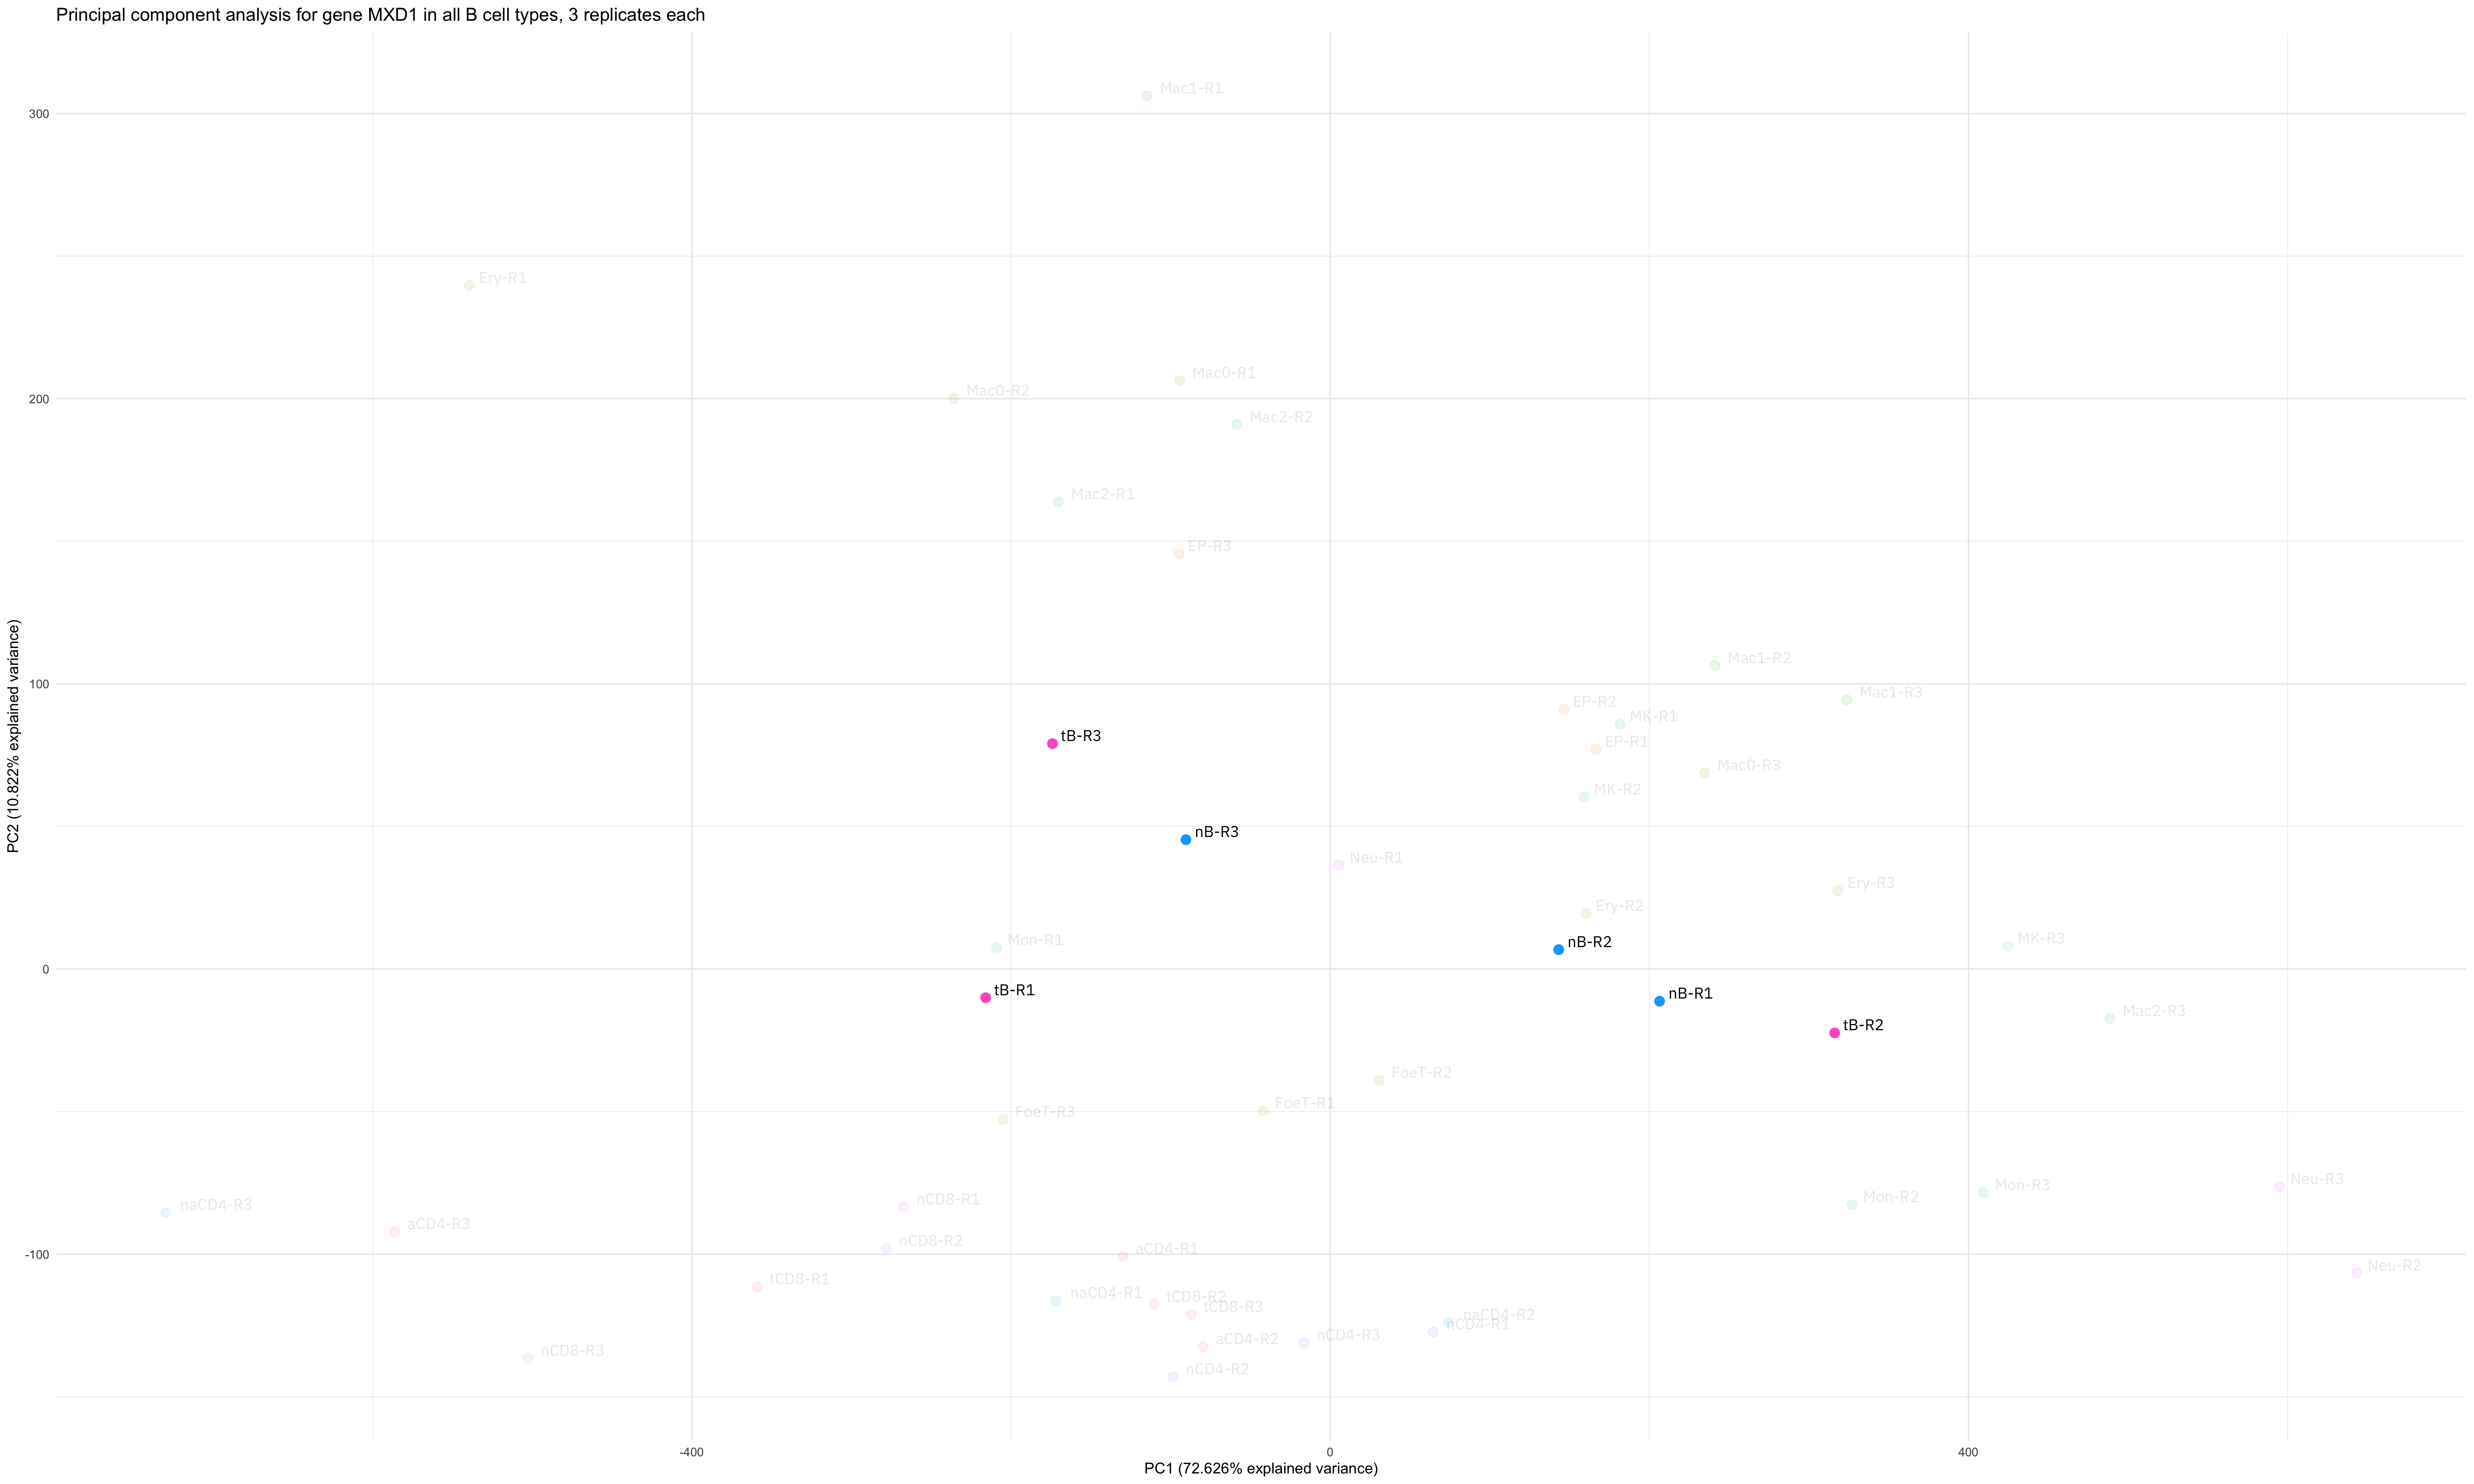 Principal component analysis for gene MXD1 in all B cell types, 3 replicates each
Mac1-R1
300
Ery-R1
Mac0-R1
Mac0-R2
200
Mac2-R2
Mac2-R1
EP-R3
Mac1-R2
100
Mac1-R3
EP-R2
MK-R1
tB-R3
EP-R1
Mac0-R3
MK-R2
nB-R3
Neu-R1
Ery-R3
Ery-R2
Mon-R1
nB-R2
MK-R3
0
tB-R1
nB-R1
Mac2-R3
tB-R2
FoeT-R2
FoeT-R1
FoeT-R3
naCD4-R3
nCD8-R1
Mon-R2
Mon-R3
Neu-R3
aCD4-R3
nCD8-R2
aCD4-R1
-100
Neu-R2
tCD8-R1
naCD4-R1
tCD8-R2
tCD8-R3
naCD4-R2
nCD4-R1
nCD8-R3
aCD4-R2
nCD4-R3
nCD4-R2
-400
0
400
PC1 (72.626% explained variance)
PC2 (10.822% explained variance)